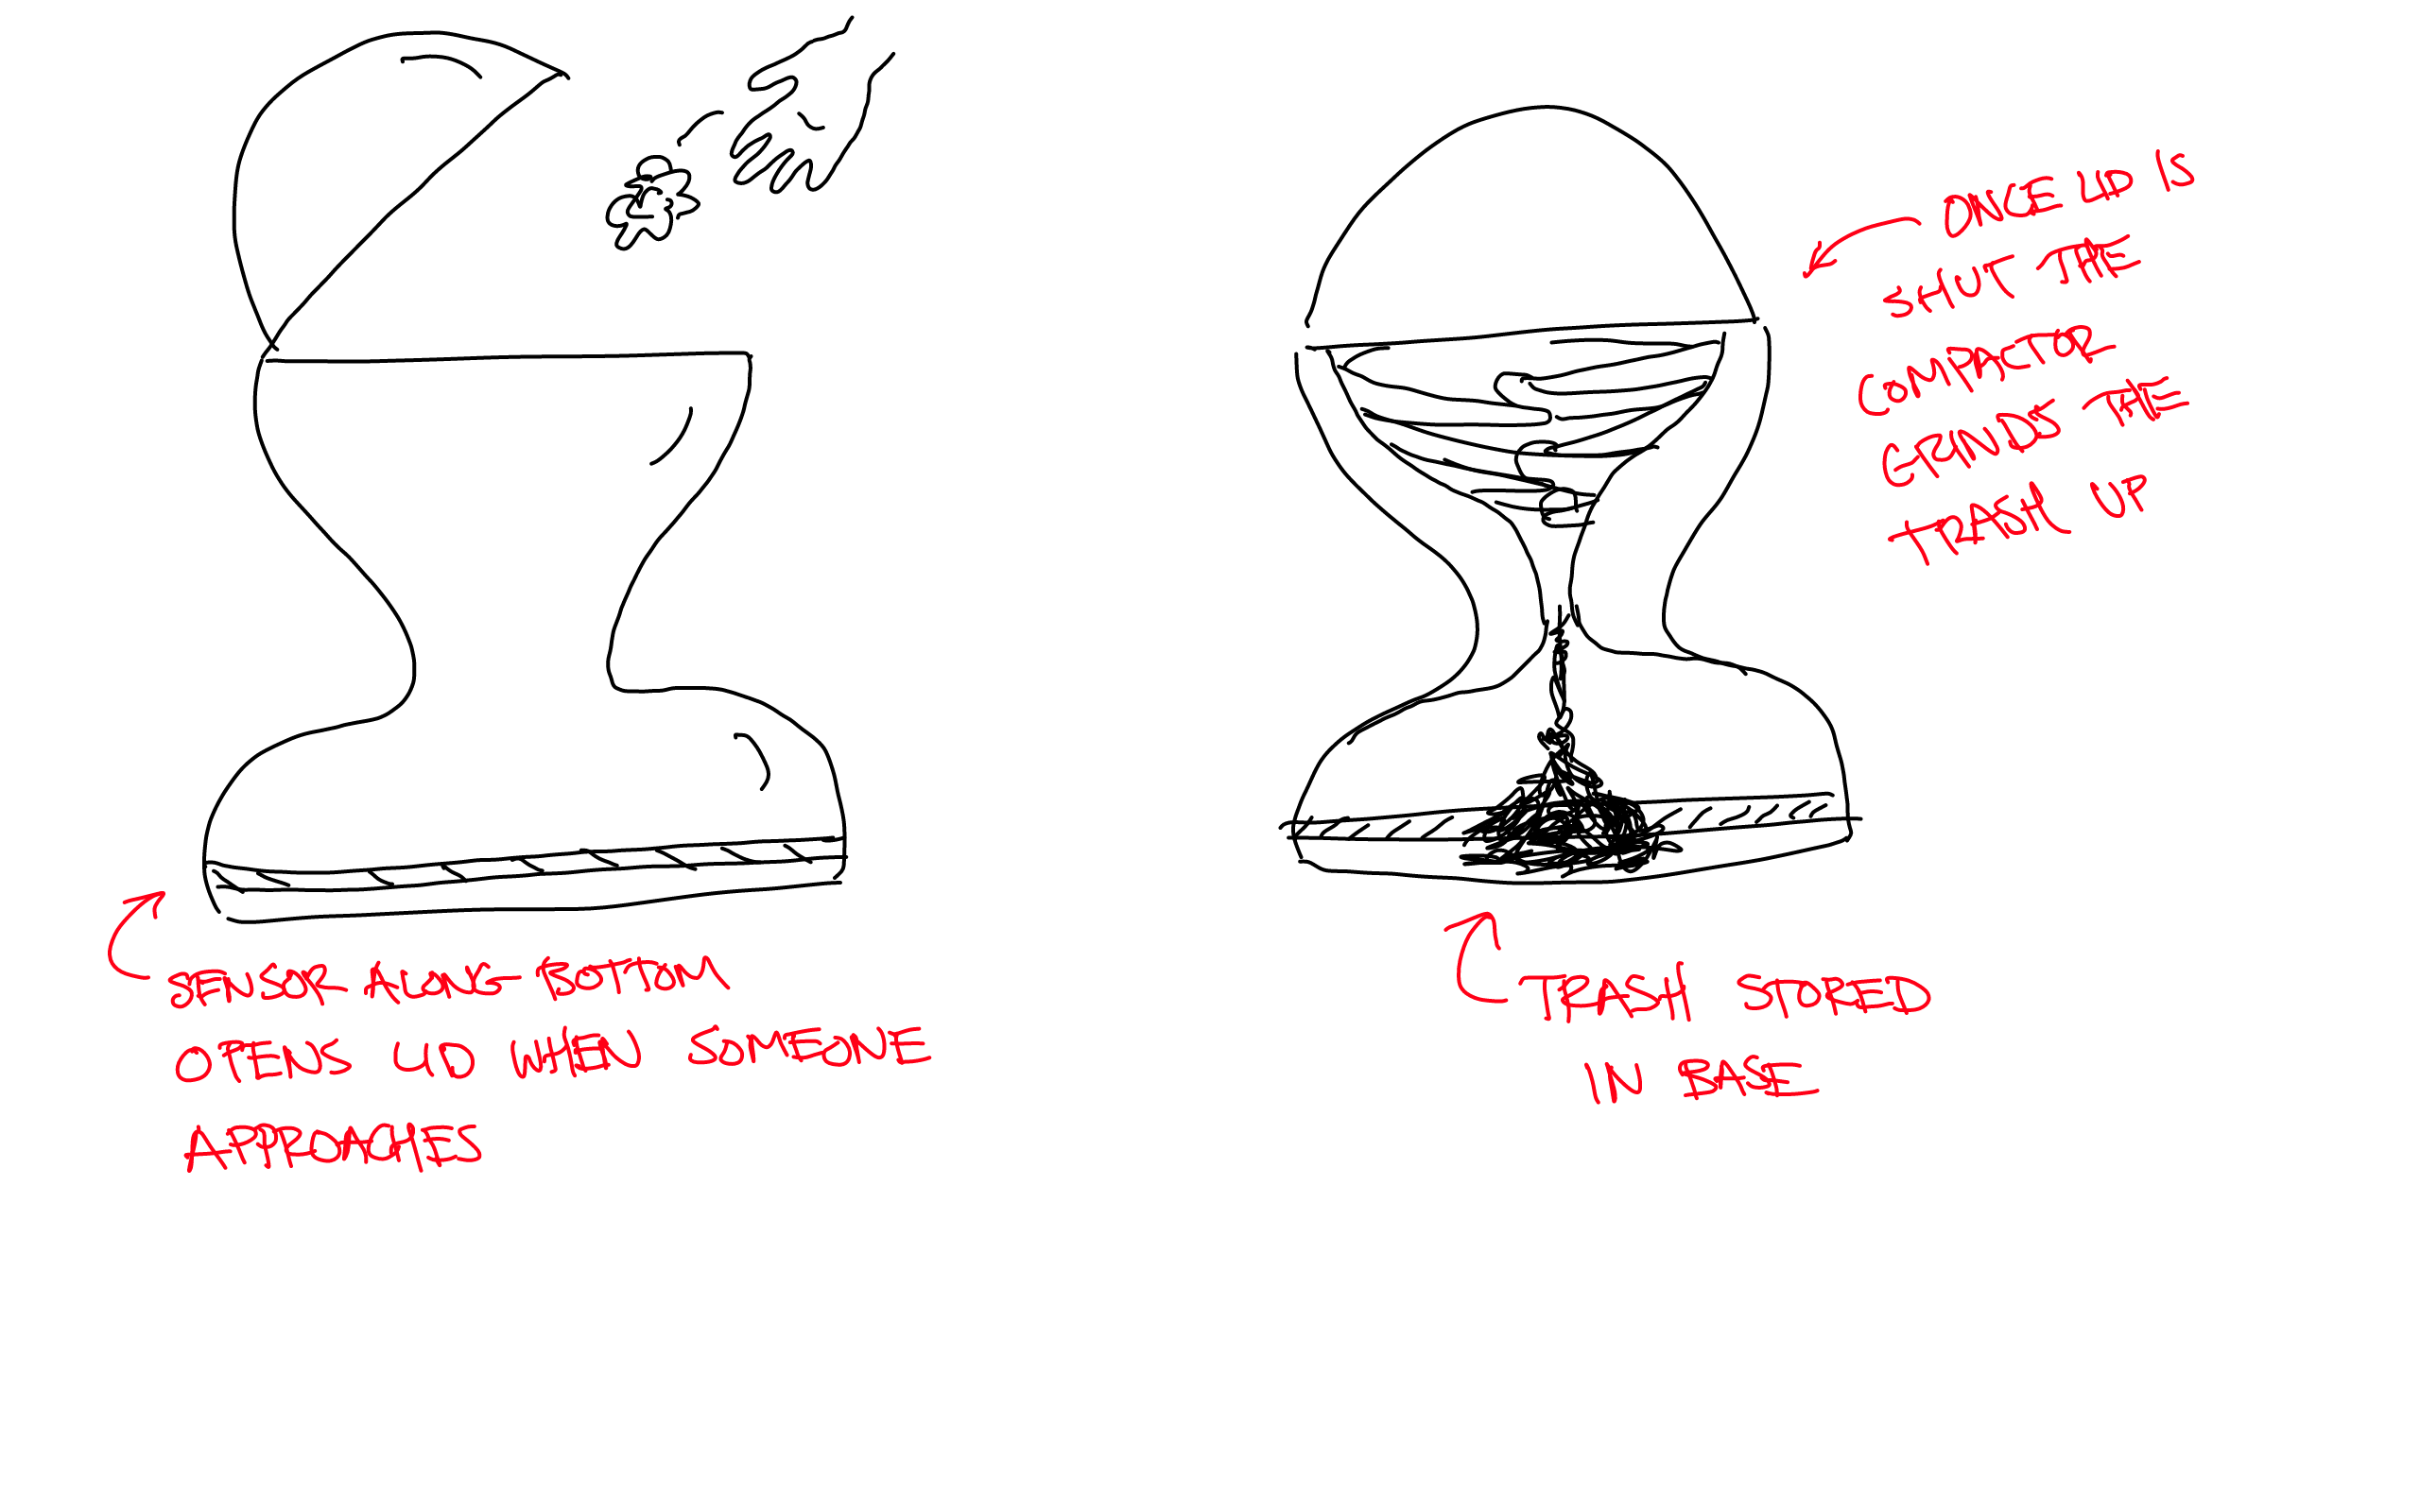 SENSOR ALONG BOTTOM
OPENS LID WHEN SOMEONE
APPROACHES
ONCE LID IS
SHUT THE
COMPACTOR
GRINDS THE
TRASH UP
TRASH STORED
IN BASE